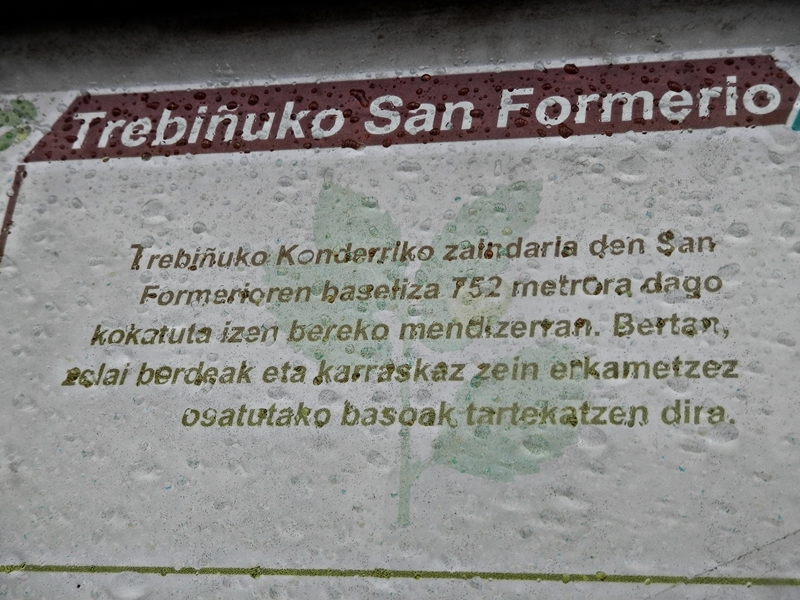 Trebiñuko San Formerio
Trebiñuko Konderriko zaindaria den San
Formerioren baseliza 752 metrora dago
kokatuta izen bereko mendizerran. Bertan,
zelai berdeak eta karraskaz zein erkametzez
osatutako basoak tartekatzen dira.